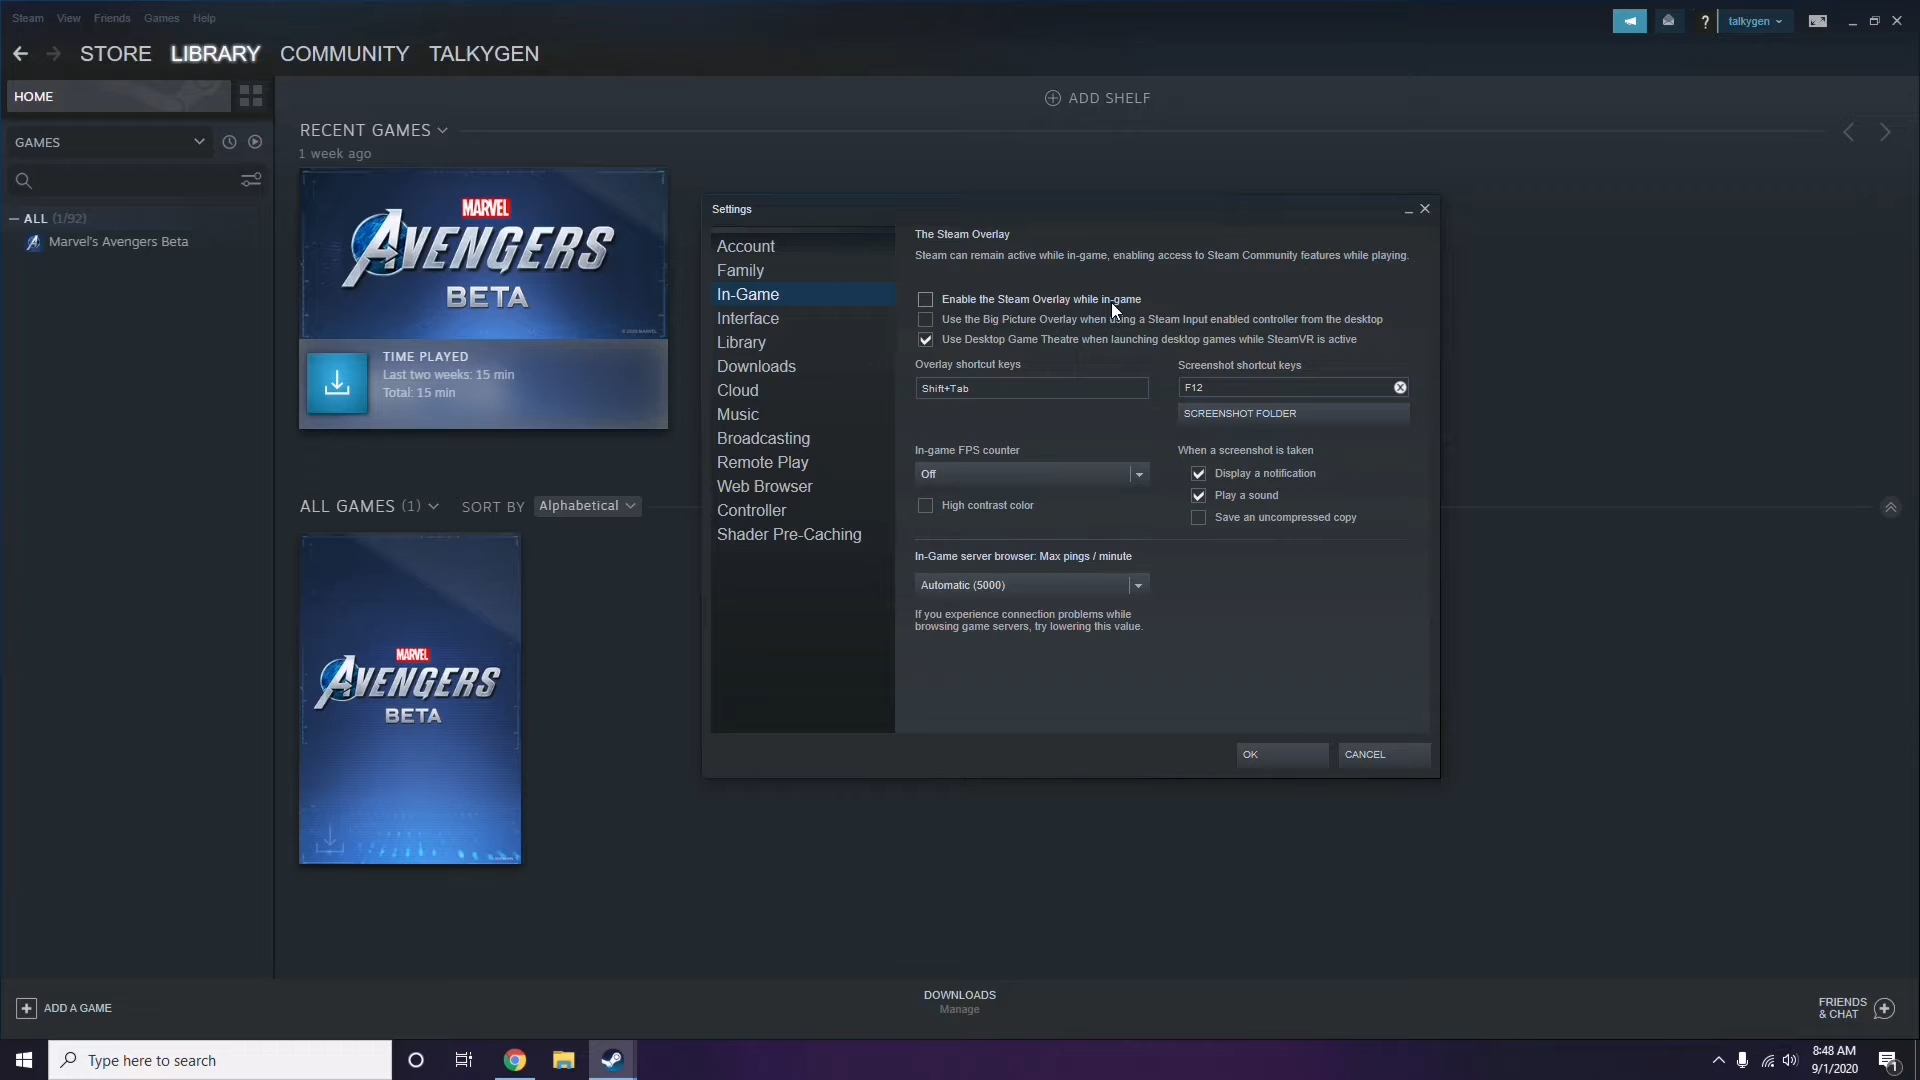 Steam View Friends Games Help
? talkygen
STORE LIBRARY COMMUNITY TALKYGEN
HOME
ADD SHELF
GAMES
RECENT GAMES
1 week ago
ALL (1/92)
Marvel's Avengers Beta
MARVEL
AVENGERS
BETA
TIME PLAYED
Last two weeks: 15 min
Total: 15 min
ALL GAMES (1) SORT BY Alphabetical
MARVEL
AVENGERS
BETA
Settings
Account
Family
In-Game
Interface
Library
Downloads
Cloud
Music
Broadcasting
Remote Play
Web Browser
Controller
Shader Pre-Caching
The Steam Overlay
Steam can remain active while in-game, enabling access to Steam Community features while playing.
Enable the Steam Overlay while in-game
Use the Big Picture Overlay when using a Steam Input enabled controller from the desktop
Use Desktop Game Theatre when launching desktop games while SteamVR is active
Overlay shortcut keys
Shift+Tab
Screenshot shortcut keys
F12
SCREENSHOT FOLDER
In-game FPS counter
Off
High contrast color
When a screenshot is taken
Display a notification
Play a sound
Save an uncompressed copy
In-Game server browser: Max pings / minute
Automatic (5000)
If you experience connection problems while
browsing game servers, try lowering this value.
OK CANCEL
ADD A GAME
DOWNLOADS
Manage
FRIENDS
& CHAT
Type here to search
8:48 AM
9/1/2020
1